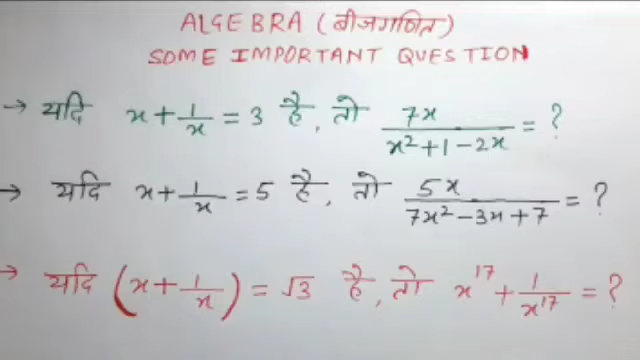 ALGEBRA (बीजगणित)
SOME IMPORTANT QUESTION
→ यदि x + 1/x = 3 है, तो 7x/(x² + 1 - 2x) = ?
→ यदि x + 1/x = 5 है, तो 5x/(7x² - 3x + 7) = ?
→ यदि (x + 1/x) = √3 है, तो x¹⁷ + 1/x¹⁷ = ?